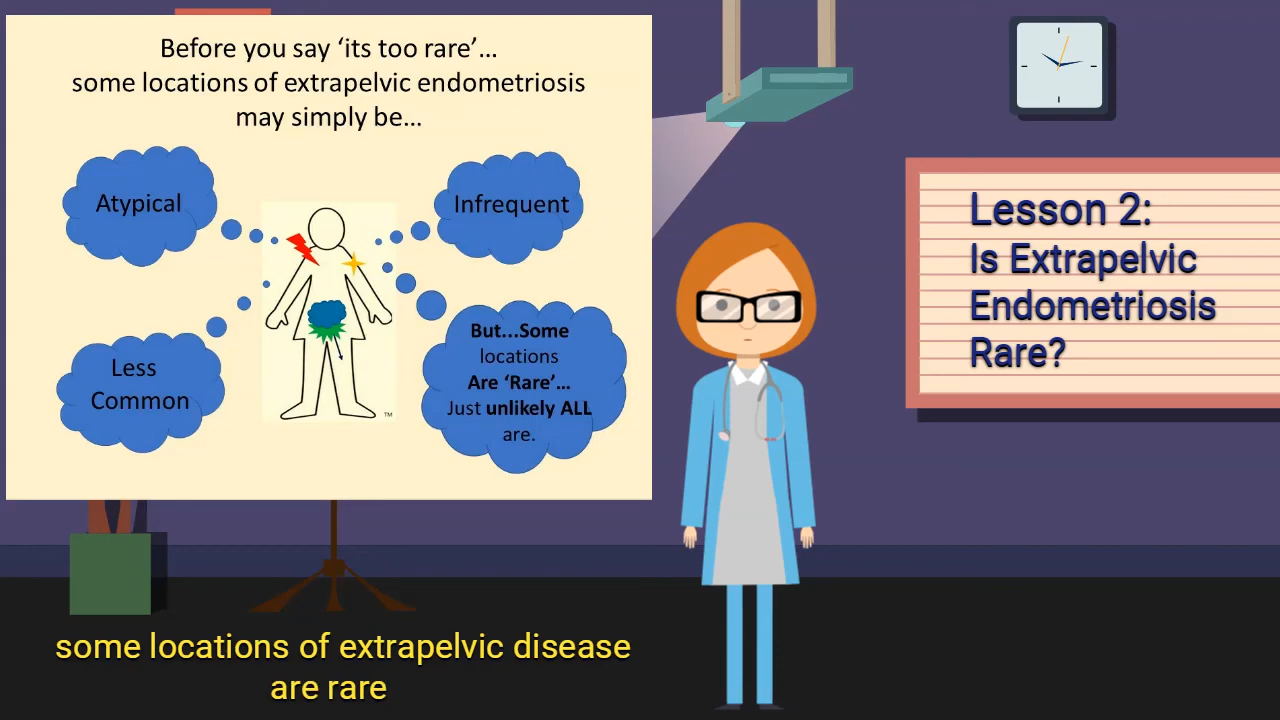 Before you say ‘its too rare’…
some locations of extrapelvic endometriosis
may simply be…
Atypical
Infrequent
Less
Common
But...Some
locations
Are ‘Rare’…
Just unlikely ALL
are.
TM
Lesson 2:
Is Extrapelvic
Endometriosis
Rare?
some locations of extrapelvic disease
are rare